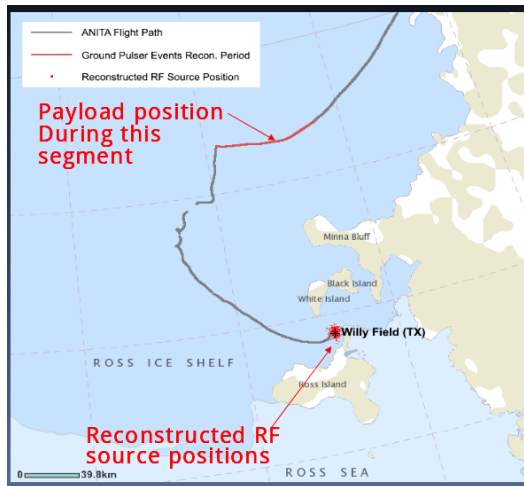 ANITA Flight Path
Ground Pulser Events Recon. Period
Reconstructed RF Source Position
Payload position
During this
segment
Minna Bluff
Black Island
White Island
Willy Field (TX)
ROSS ICE SHELF
Ross Island
Reconstructed RF
source positions
ROSS SEA
0 39.8km